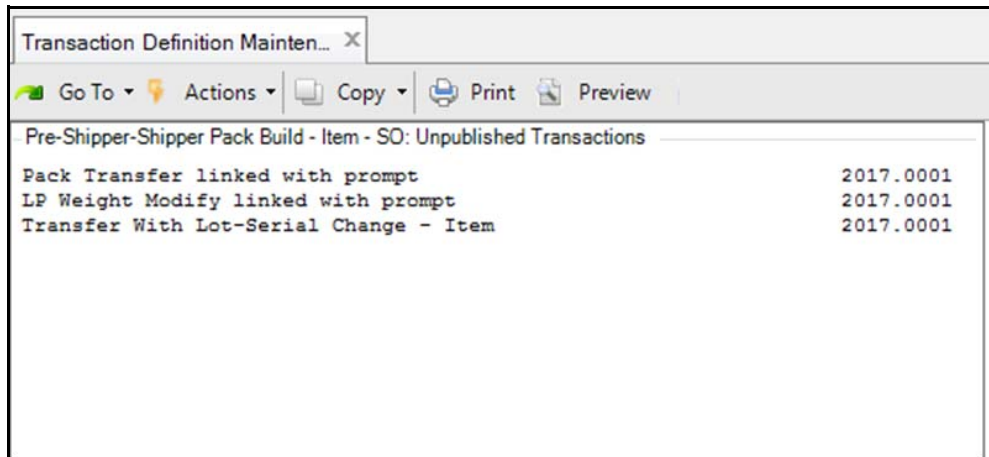 Transaction Definition Mainten...
Go To Actions Copy Print Preview
Pre-Shipper-Shipper Pack Build - Item - SO: Unpublished Transactions
Pack Transfer linked with prompt 2017.0001
LP Weight Modify linked with prompt 2017.0001
Transfer With Lot-Serial Change - Item 2017.0001